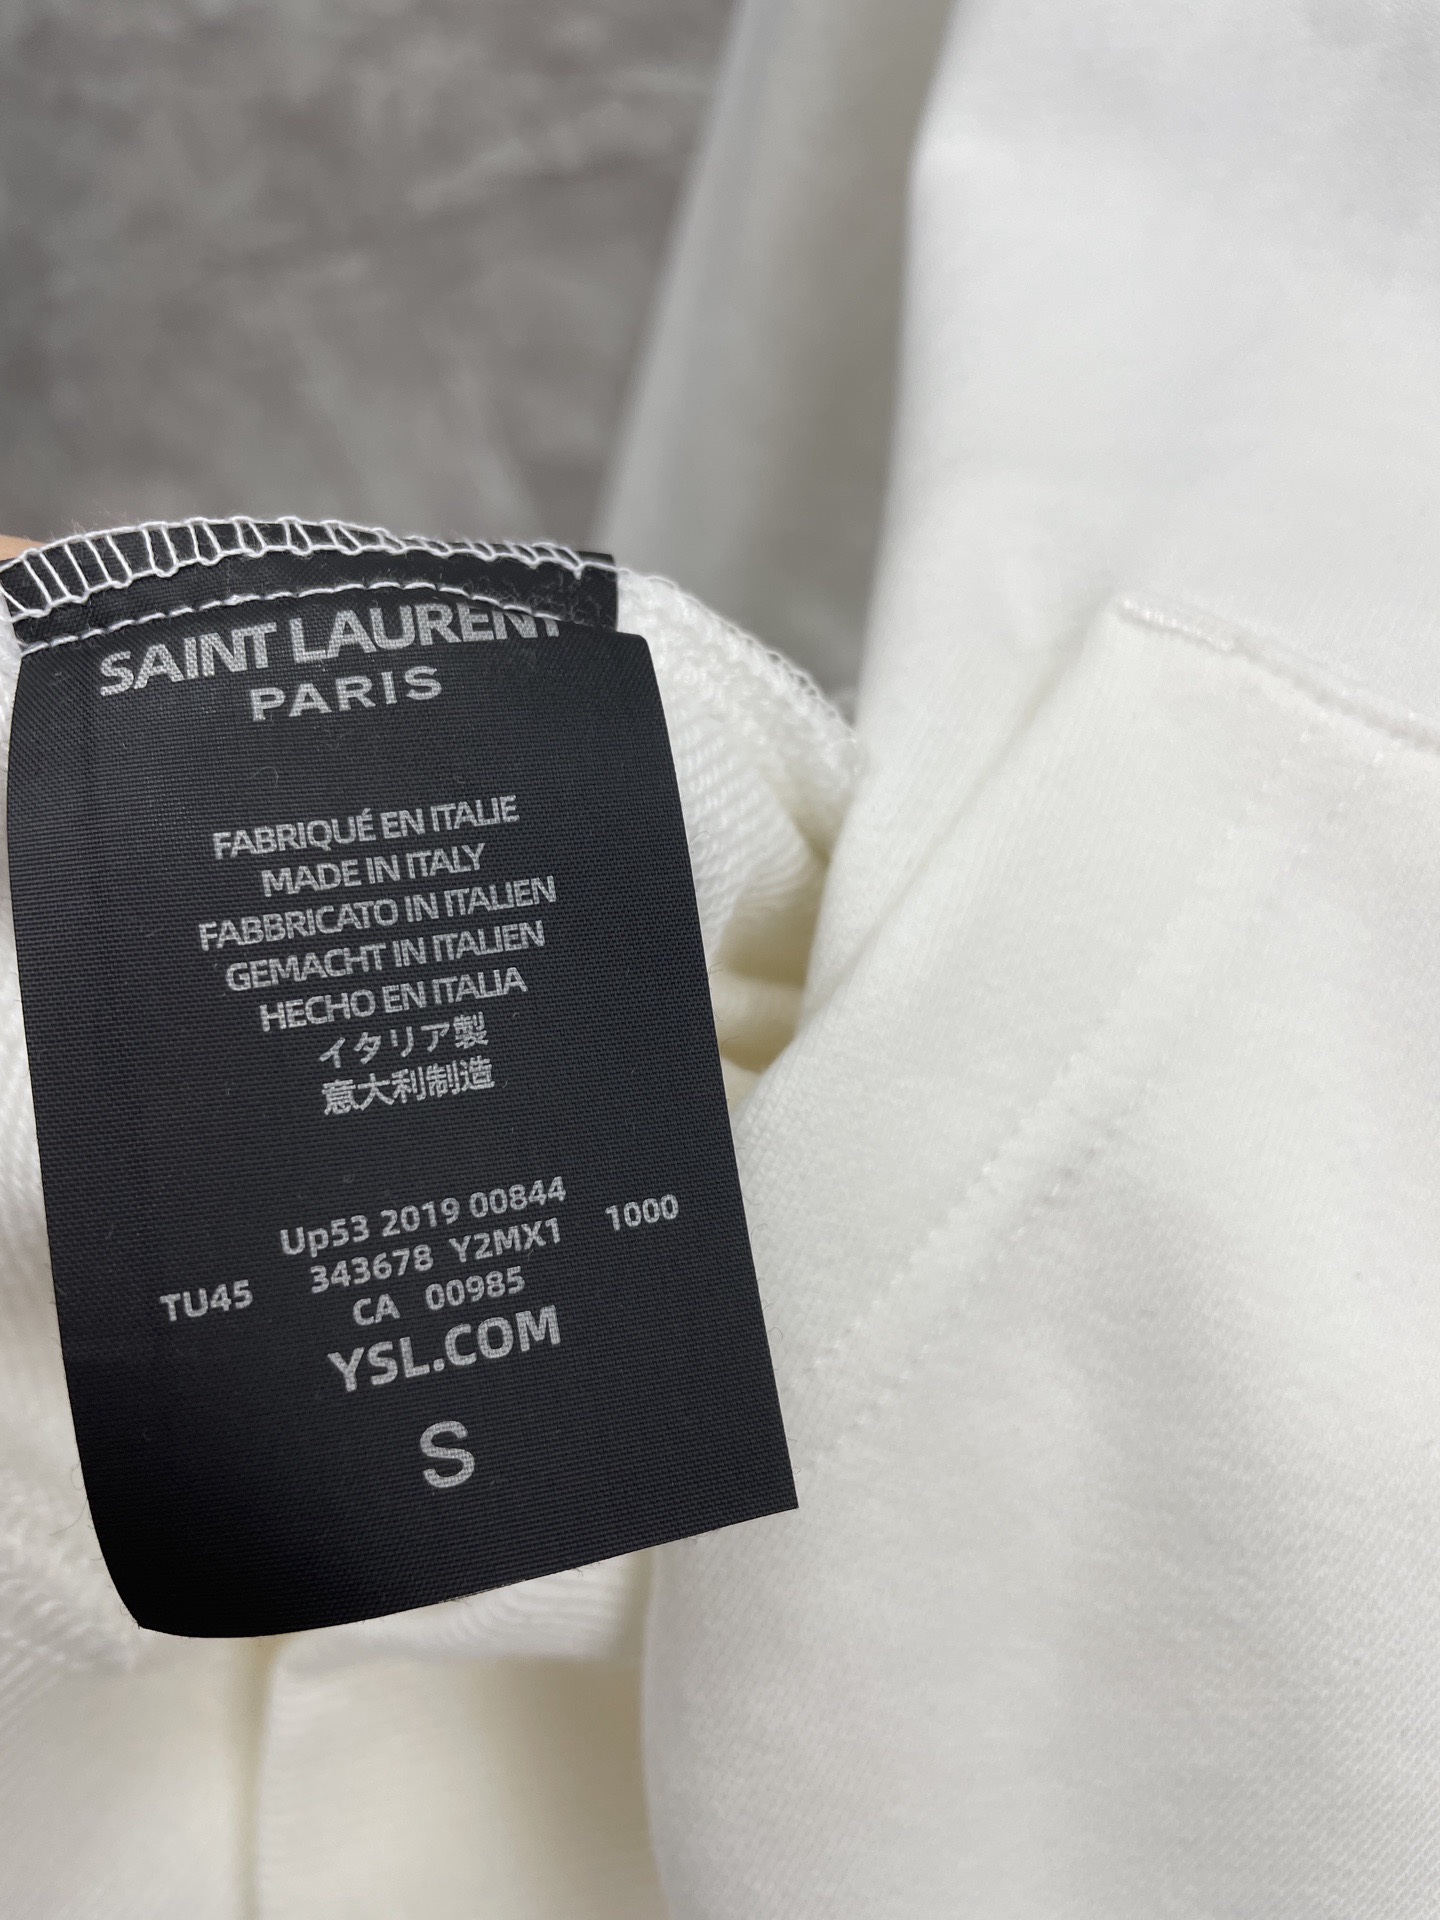 SAINT LAURENT
PARIS
FABRIQUÉ EN ITALIE
MADE IN ITALY
FABBRICATO IN ITALIEN
GEMACHT IN ITALIEN
HECHO EN ITALIA
イタリア製
意大利制造
Up53 2019 00844
TU45 343678 Y2MX1 1000
CA 00985
YSL.COM
S